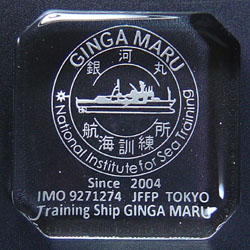 GINGA MARU
銀河丸
航海訓練所
National Institute for Sea Training
Since 2004
IMO 9271274 JFFP TOKYO
Training Ship GINGA MARU